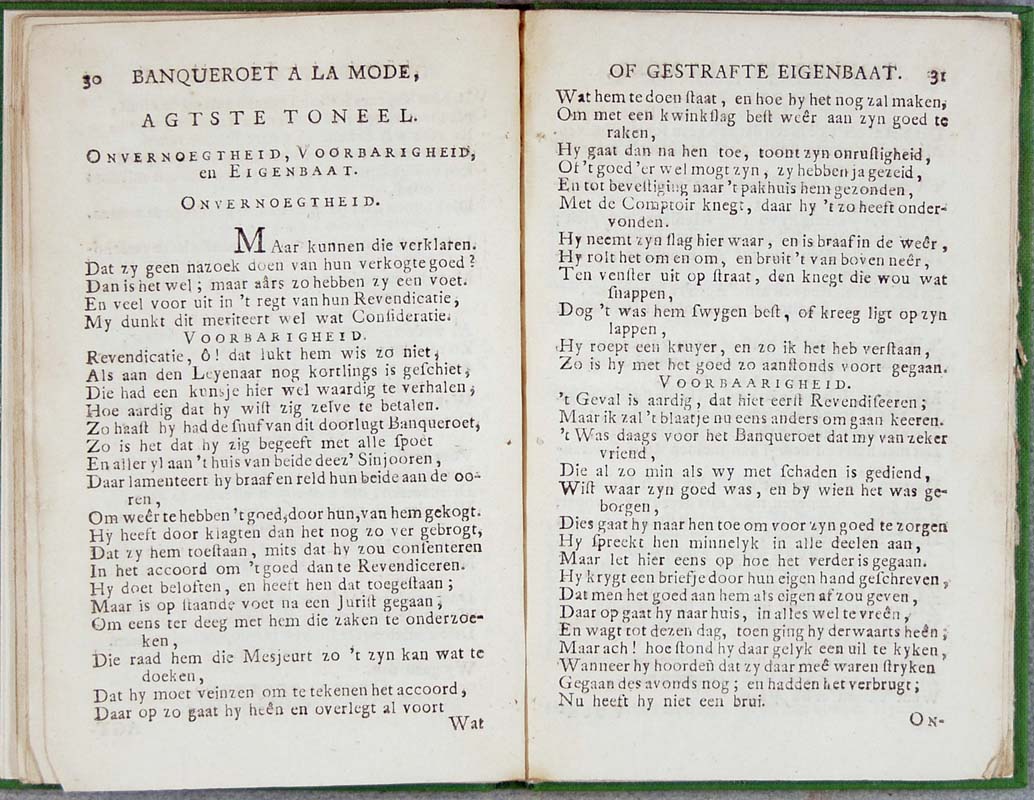 30 BANQUEROET A LA MODE,
AGTSTE TONEEL.
ONVERNOEGTHEID, VOORBARIGHEID,
en EIGENBAAT.
ONVERNOEGTHEID.
MAar kunnen die verklaren.
Dat zy geen nazoek doen van hun verkogte goed?
Dan is het wel; maar aârs zo hebben zy een voet.
En veel voor uit in 't regt van hun Revendicatie,
My dunkt dit meriteert wel wat Conſideratie.
VOORBARIGHEID.
Revendicatie, ô! dat lukt hem wis zo niet,
Als aan den Leyenaar nog kortlings is geſchiet,
Die had een kunsje hier wel waardig te verhalen,
Hoe aardig dat hy wiſt zig zelve te betalen.
Zo haaſt hy had de ſnuf van dit doorlugt Banqueroet,
Zo is het dat hy zig begeeft met alle ſpoet
En aller yl aan 't huis van beide deez' Sinjooren,
Daar lamenteert hy braaf en reld hun beide aan de oo-
ren,
Om weêr te hebben 't goed, door hun, van hem gekogt.
Hy heeft door klagten dan het nog zo ver gebrogt,
Dat zy hem toeſtaan, mits dat hy zou conſenteren
In het accoord om 't goed dan te Revendiceren.
Hy doet beloften, en heeft hen dat toegeſtaan;
Maar is op ſtaande voet na een Juriſt gegaan,
Om eens ter deeg met hem die zaken te onderzoe-
ken,
Die raad hem die Mesjeurt zo 't zyn kan wat te
doeken,
Dat hy moet veinzen om te tekenen het accoord,
Daar op zo gaat hy heên en overlegt al voort
Wat
OF GESTRAFTE EIGENBAAT. 31
Wat hem te doen ſtaat, en hoe hy het nog zal maken,
Om met een kwinkſlag beſt weêr aan zyn goed te
raken,
Hy gaat dan na hen toe, toont zyn onruſtigheid,
Of 't goed 'er wel mogt zyn, zy hebben ja gezeid,
En tot beveſtiging naar 't pakhuis hem gezonden,
Met de Comptoir knegt, daar hy 't zo heeft onder-
vonden.
Hy neemt zyn ſlag hier waar, en is braaf in de weêr,
Hy rolt het om en om, en bruit 't van boven neêr,
Ten venſter uit op ſtraat, den knegt die wou wat
ſnappen,
Dog 't was hem ſwygen beſt, of kreeg ligt op zyn
lappen,
Hy roept een kruyer, en zo ik het heb verſtaan,
Zo is hy met het goed zo aanſtonds voort gegaan.
VOORBAARIGHEID.
't Geval is aardig, dat hiet eerſt Revendiſeeren;
Maar ik zal 't blaatje nu eens anders om gaan keeren.
't Was daags voor het Banqueroet dat my van zeker
vriend,
Die al zo min als wy met ſchaden is gediend,
Wiſt waar zyn goed was, en by wien het was ge-
borgen,
Dies gaat hy naar hen toe om voor zyn goed te zorgen
Hy ſpreekt hen minnelyk in alle deelen aan,
Maar let hier eens op hoe het verder is gegaan.
Hy krygt een briefje door hun eigen hand geſchreven,
Dat men het goed aan hem als eigen af zou geven,
Daar op gaat hy naar huis, in alles wel te vreên,
En wagt tot dezen dag, toen ging hy derwaarts heên;
Maar ach! hoe ſtond hy daar gelyk een uil te kyken,
Wanneer hy hoorden dat zy daar meê waren ſtryken
Gegaan des avonds nog; en hadden het verbrugt;
Nu heeft hy niet een brui.
ON-